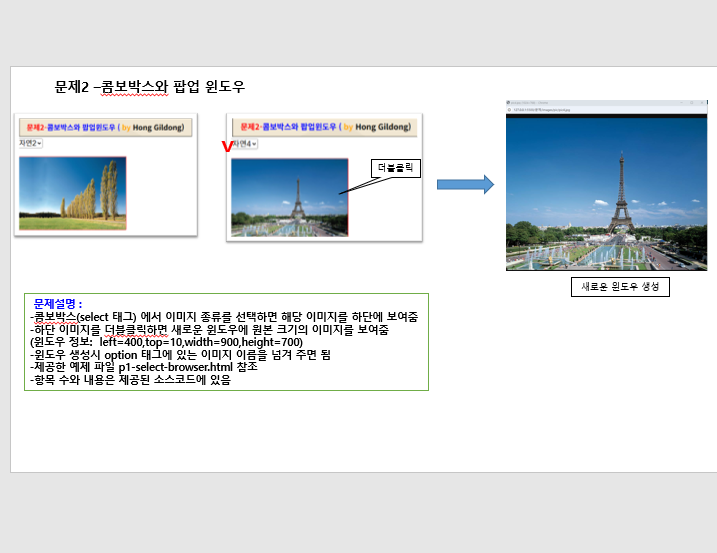 문제2 –콤보박스와 팝업 윈도우
문제2-콤보박스와 팝업윈도우 ( by Hong Gildong)
자연2
문제2-콤보박스와 팝업윈도우 ( by Hong Gildong)
V
자연4
더블클릭
새로운 윈도우 생성
문제설명 :
-콤보박스(select 태그) 에서 이미지 종류를 선택하면 해당 이미지를 하단에 보여줌
-하단 이미지를 더블클릭하면 새로운 윈도우에 원본 크기의 이미지를 보여줌
(윈도우 정보: left=400,top=10,width=900,height=700)
-윈도우 생성시 option 태그에 있는 이미지 이름을 넘겨 주면 됨
-제공한 예제 파일 p1-select-browser.html 참조
-항목 수와 내용은 제공된 소스코드에 있음